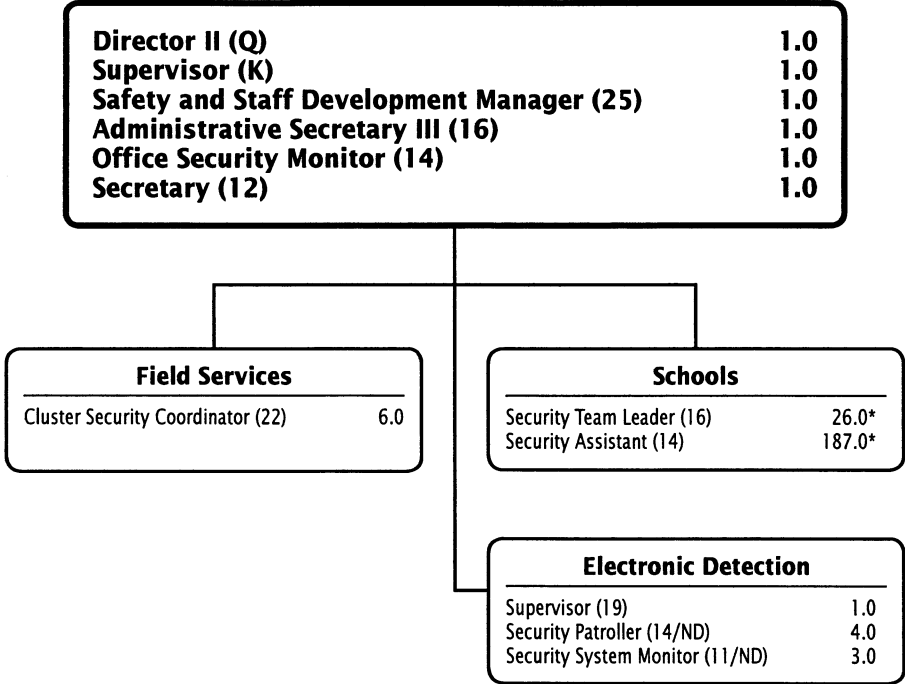 Director II (Q) 1.0
Supervisor (K) 1.0
Safety and Staff Development Manager (25) 1.0
Administrative Secretary III (16) 1.0
Office Security Monitor (14) 1.0
Secretary (12) 1.0
Field Services
Cluster Security Coordinator (22) 6.0
Schools
Security Team Leader (16) 26.0*
Security Assistant (14) 187.0*
Electronic Detection
Supervisor (19) 1.0
Security Patroller (14/ND) 4.0
Security System Monitor (11/ND) 3.0